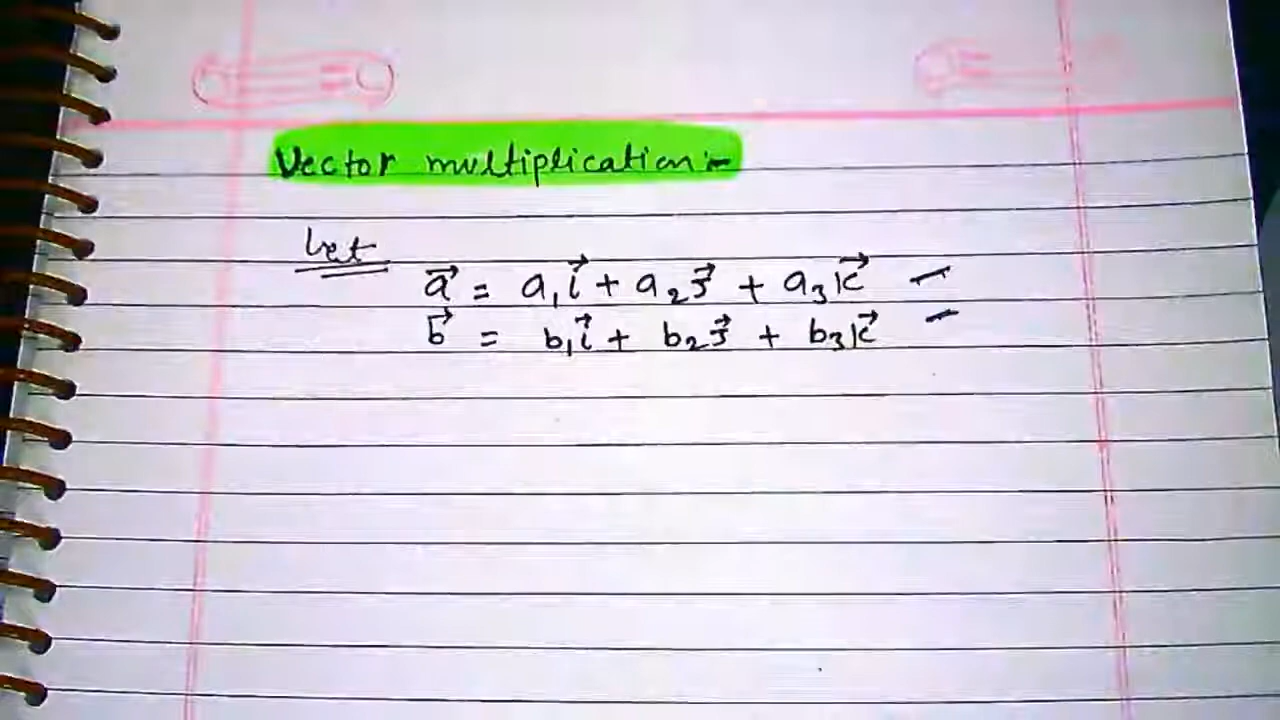 Vector multiplication:-
Let
a⃗ = a₁i⃗ + a₂j⃗ + a₃k⃗ -
b⃗ = b₁i⃗ + b₂j⃗ + b₃k⃗ -